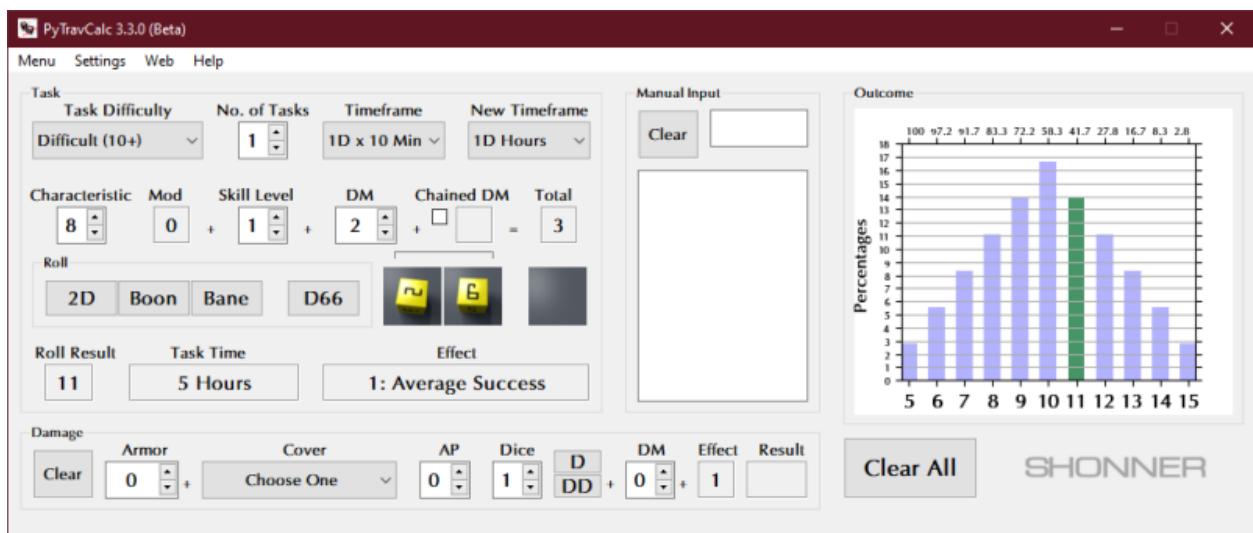 PyTravCalc 3.3.0 (Beta)
Menu Settings Web Help
Task
Task Difficulty No. of Tasks Timeframe New Timeframe
Difficult (10+) 1 1D x 10 Min 1D Hours
Characteristic Mod Skill Level DM Chained DM Total
8 0 + 1 + 2 + = 3
Roll
2D Boon Bane D66
2 6
Roll Result Task Time Effect
11 5 Hours 1: Average Success
Manual Input
Clear
Outcome
100 97.2 91.7 83.3 72.2 58.3 41.7 27.8 16.7 8.3 2.8
Percentages
18
17
16
15
14
13
12
11
10
9
8
7
6
5
4
3
2
1
0
5 6 7 8 9 10 11 12 13 14 15
Damage
Armor Cover AP Dice DM Effect Result
Clear 0 + Choose One 0 1 D DD + 0 + 1
Clear All
SHONNER